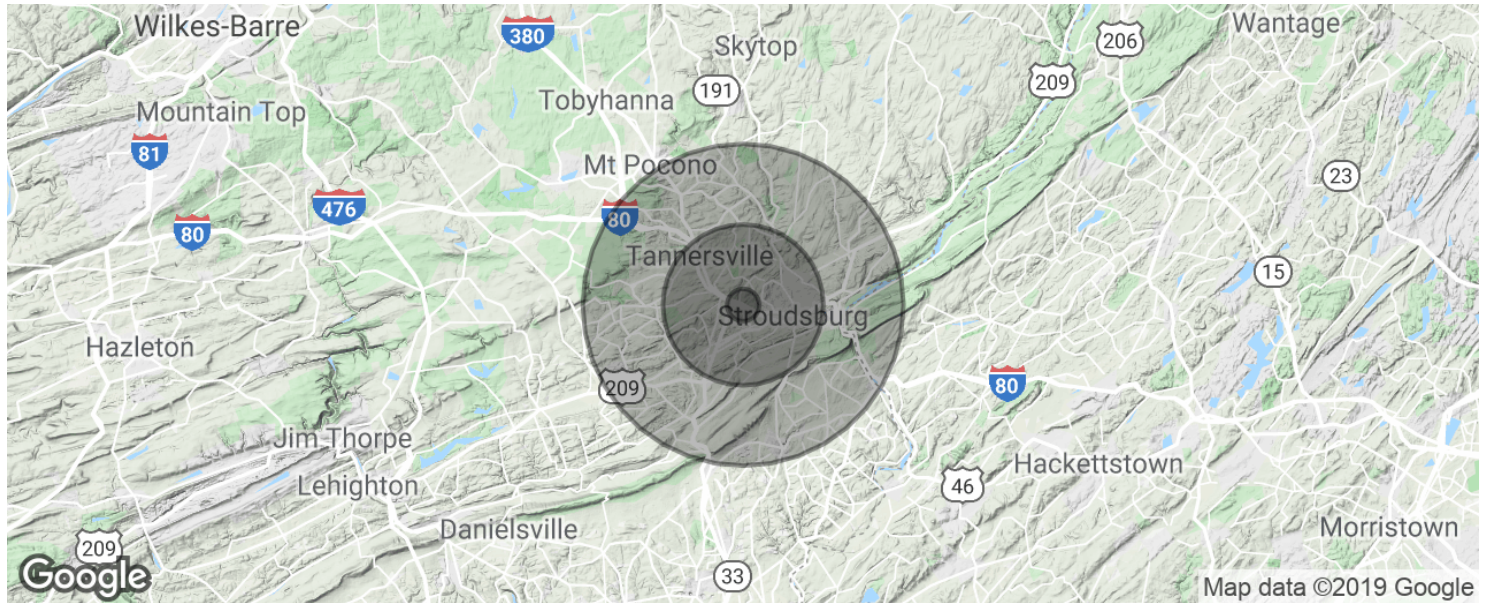 Wilkes-Barre
380
Skytop
206
Wantage
209
191
Tobyhanna
Mountain Top
81
Mt Pocono
23
476
80
80
Tannersville
15
Stroudsburg
Hazleton
209
80
Jim Thorpe
Hackettstown
Lehighton
46
Danielsville
Morristown
209
33
Google
Map data ©2019 Google